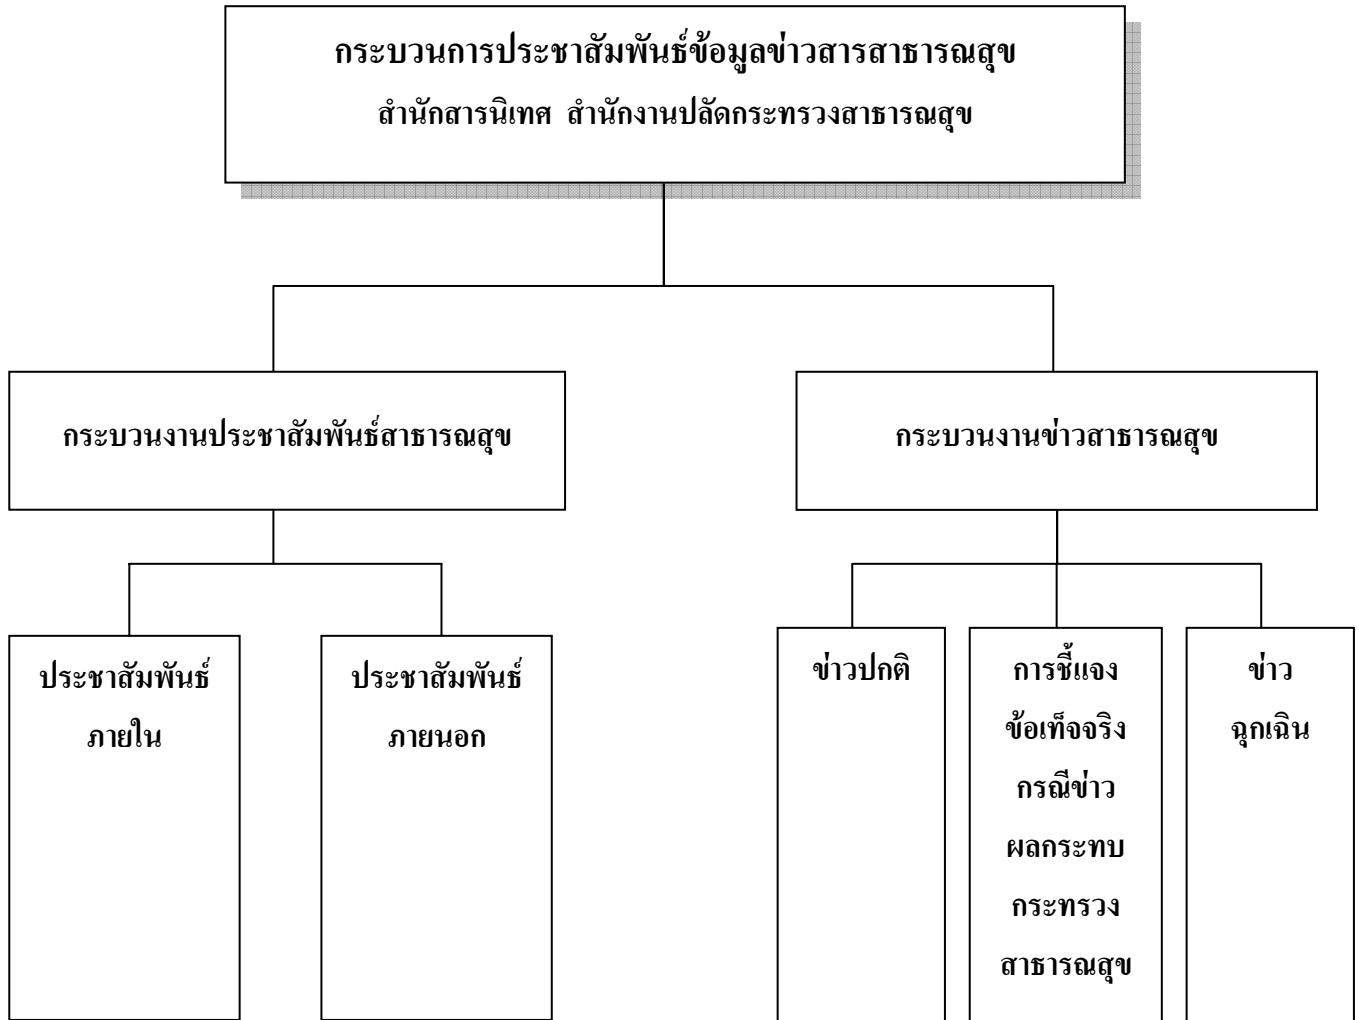 กระบวนการประชาสัมพันธ์ข้อมูลข่าวสารสาธารณสุข
สำนักสารนิเทศ สำนักงานปลัดกระทรวงสาธารณสุข
กระบวนงานประชาสัมพันธ์สาธารณสุข
กระบวนงานข่าวสาธารณสุข
ประชาสัมพันธ์
ภายใน
ประชาสัมพันธ์
ภายนอก
ข่าวปกติ
การชี้แจง
ข้อเท็จจริง
กรณีข่าว
ผลกระทบ
กระทรวง
สาธารณสุข
ข่าว
ฉุกเฉิน